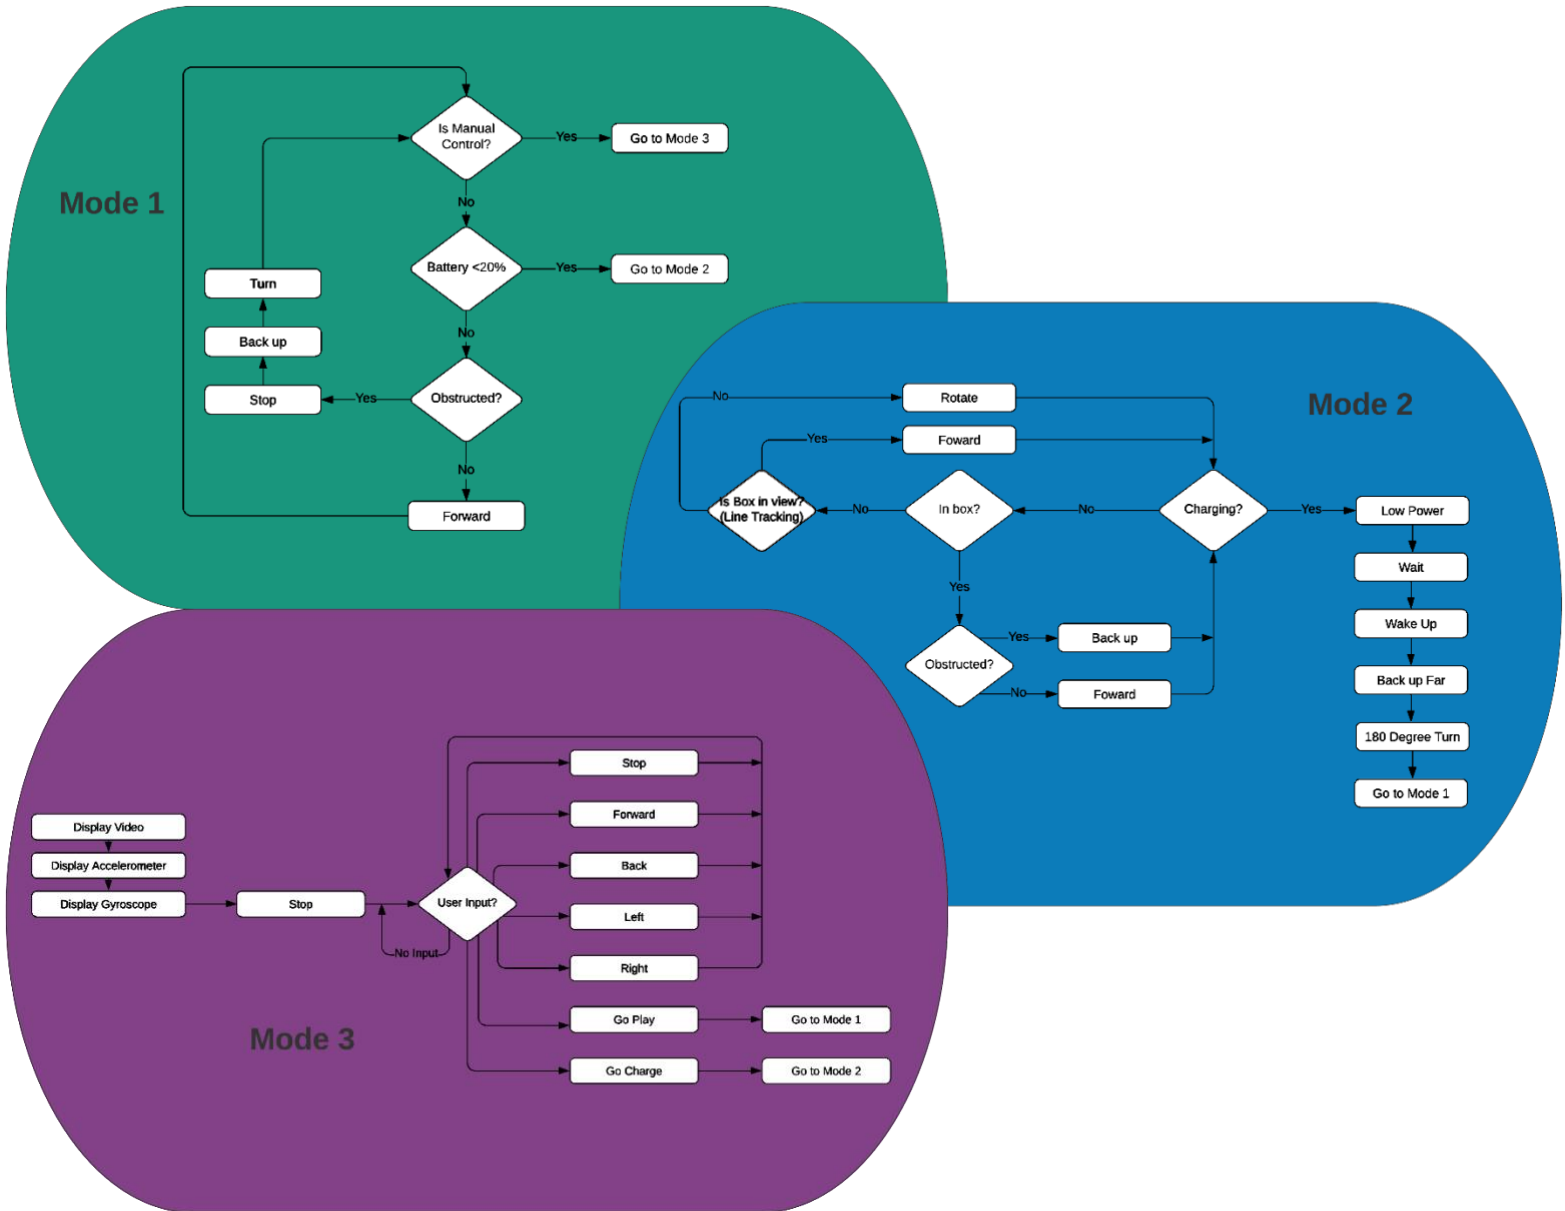 Mode 1
Is Manual
Control?
Yes
Go to Mode 3
No
Battery <20%
Yes
Go to Mode 2
No
Obstructed?
Yes
Stop
Back up
Turn
No
Forward
Mode 2
No
Rotate
Yes
Foward
Is Box in view?
(Line Tracking)
No
In box?
No
Charging?
Yes
Low Power
Wait
Wake Up
Back up Far
180 Degree Turn
Go to Mode 1
Yes
Obstructed?
Yes
Back up
No
Foward
Mode 3
Display Video
Display Accelerometer
Display Gyroscope
Stop
User Input?
No Input
Stop
Forward
Back
Left
Right
Go Play
Go to Mode 1
Go Charge
Go to Mode 2